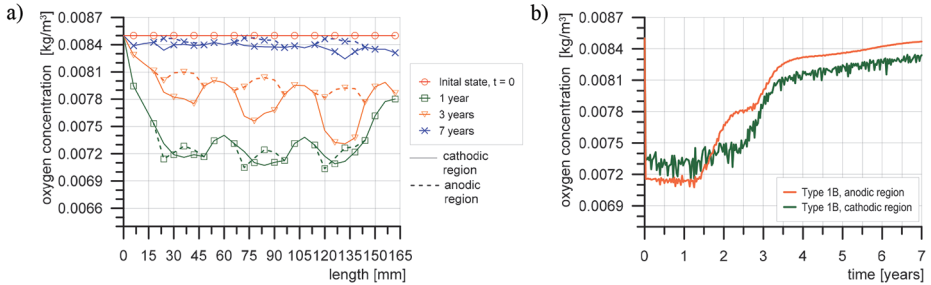 a)
oxygen concentration [kg/m³]
0.0087
0.0084
0.0081
0.0078
0.0075
0.0072
0.0069
0.0066
0 15 30 45 60 75 90 105 120 135 150 165
length [mm]
Inital state, t = 0
1 year
3 years
7 years
cathodic
region
anodic
region
b)
oxygen concentration [kg/m³]
0.0087
0.0084
0.0081
0.0078
0.0075
0.0072
0.0069
0 1 2 3 4 5 6 7
time [years]
Type 1B, anodic region
Type 1B, cathodic region